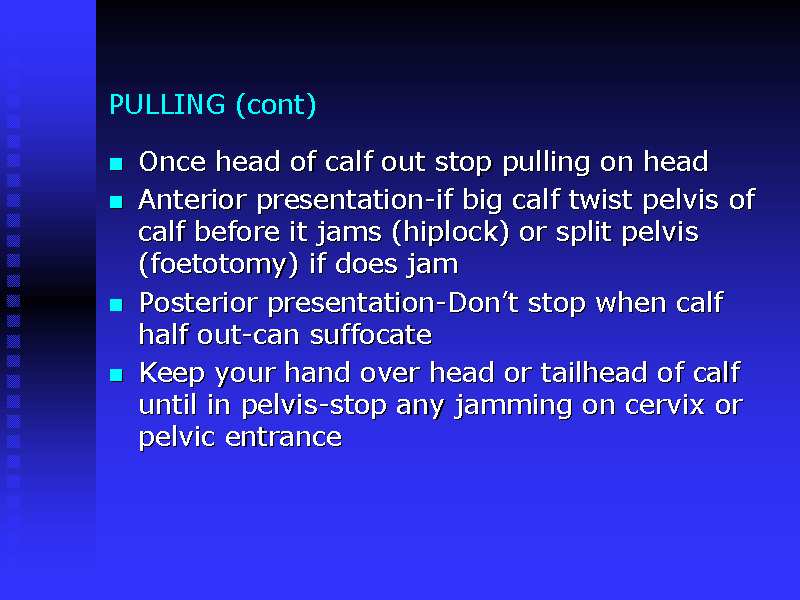 PULLING (cont)
Once head of calf out stop pulling on head
Anterior presentation-if big calf twist pelvis of
calf before it jams (hiplock) or split pelvis
(foetotomy) if does jam
Posterior presentation-Don’t stop when calf
half out-can suffocate
Keep your hand over head or tailhead of calf
until in pelvis-stop any jamming on cervix or
pelvic entrance